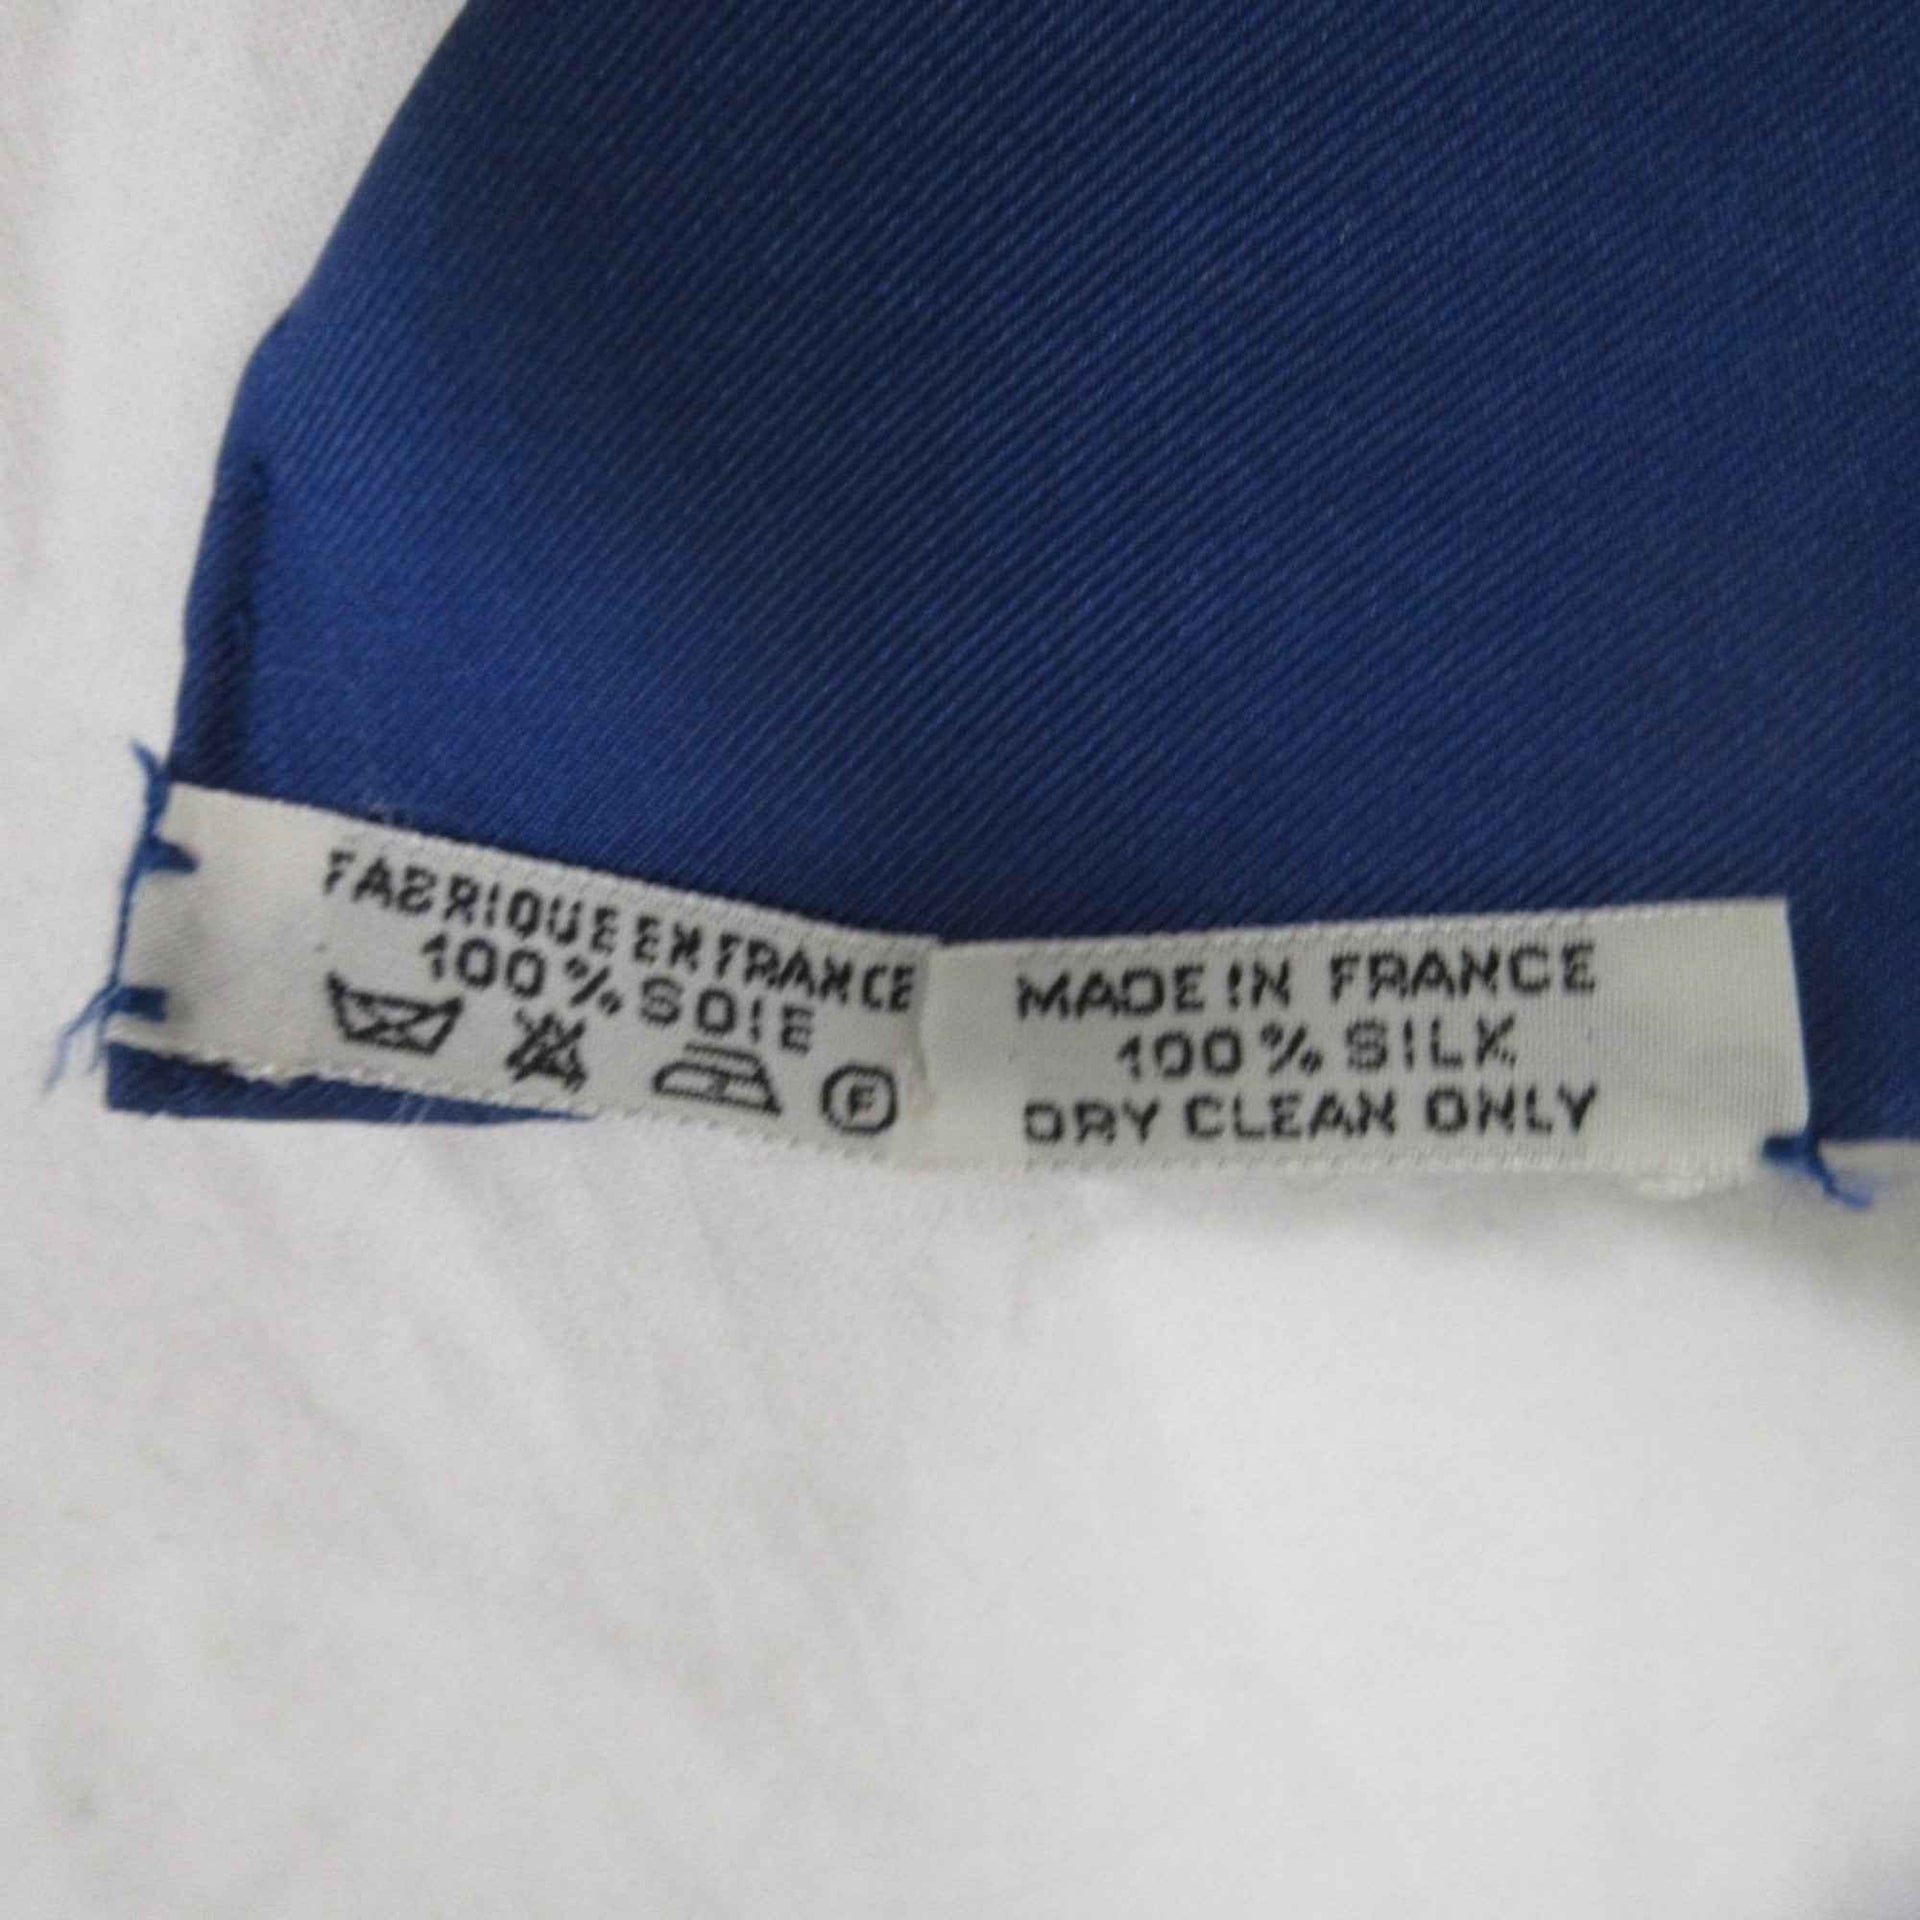 FABRIQUE EN FRANCE
100% SOIE
F
MADE IN FRANCE
100% SILK
DRY CLEAN ONLY